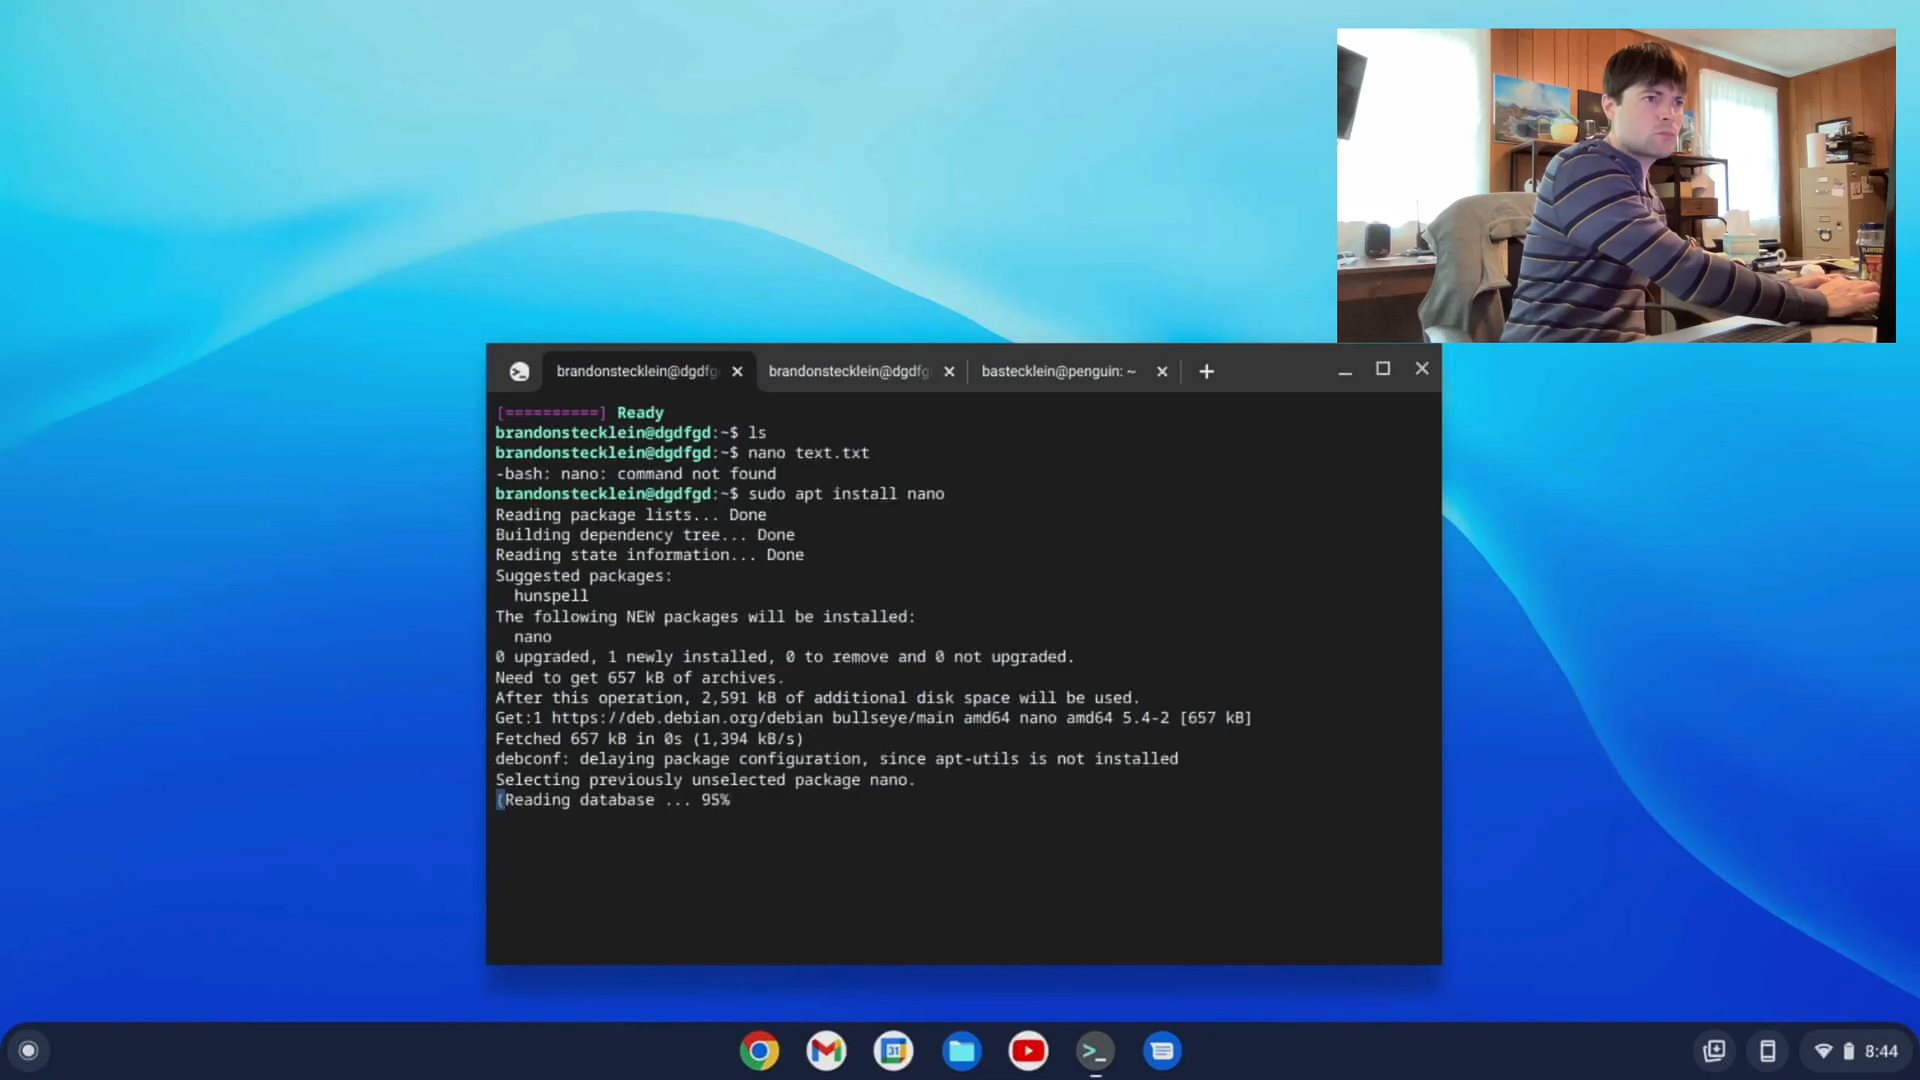 brandonstecklein@dgdfg
brandonstecklein@dgdfg
bastecklein@penguin: ~
[==========] Ready
brandonstecklein@dgdfgd:~$ ls
brandonstecklein@dgdfgd:~$ nano text.txt
-bash: nano: command not found
brandonstecklein@dgdfgd:~$ sudo apt install nano
Reading package lists... Done
Building dependency tree... Done
Reading state information... Done
Suggested packages:
hunspell
The following NEW packages will be installed:
nano
0 upgraded, 1 newly installed, 0 to remove and 0 not upgraded.
Need to get 657 kB of archives.
After this operation, 2,591 kB of additional disk space will be used.
Get:1 https://deb.debian.org/debian bullseye/main amd64 nano amd64 5.4-2 [657 kB]
Fetched 657 kB in 0s (1,394 kB/s)
debconf: delaying package configuration, since apt-utils is not installed
Selecting previously unselected package nano.
(Reading database ... 95%
31
>_
8:44